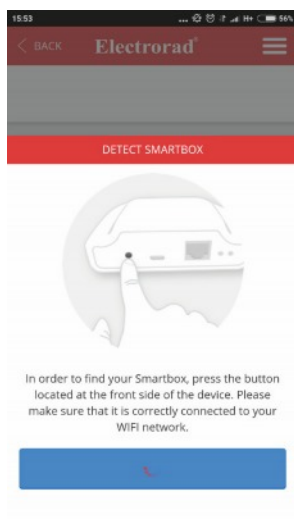 15:53 ... H+ 56%
< BACK Electrorad®
DETECT SMARTBOX
In order to find your Smartbox, press the button
located at the front side of the device. Please
make sure that it is correctly connected to your
WIFI network.